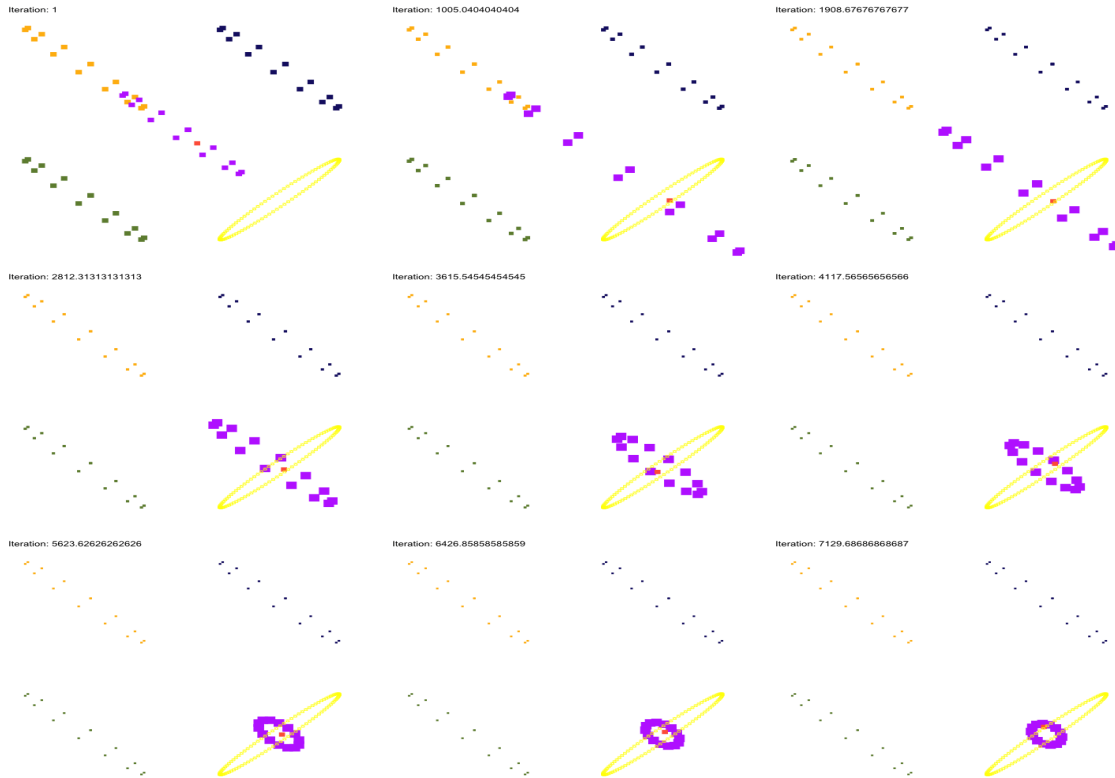 Iteration: 1
Iteration: 1005.0404040404
Iteration: 1908.67676767677
Iteration: 2812.31313131313
Iteration: 3615.54545454545
Iteration: 4117.56565656566
Iteration: 5623.62626262626
Iteration: 6426.85858585859
Iteration: 7129.68686868687